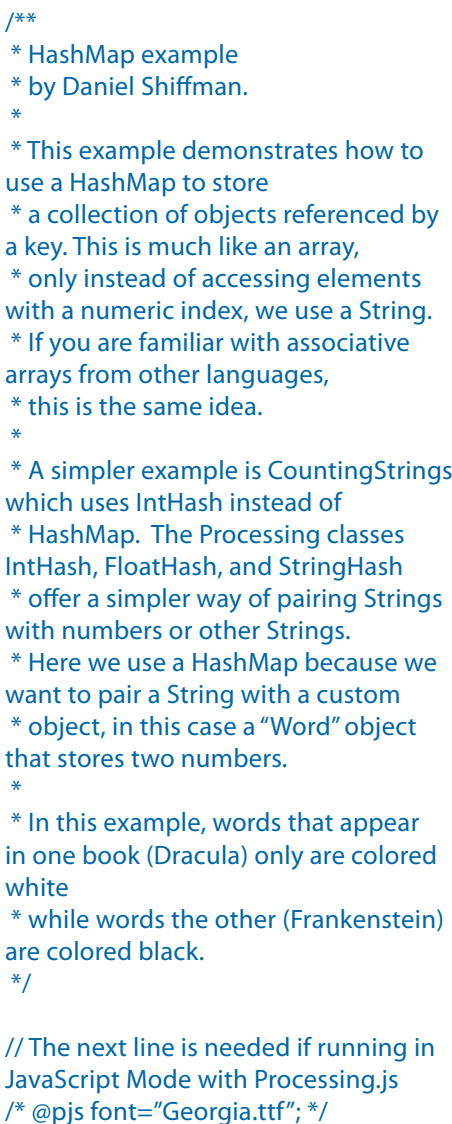 /**
 * HashMap example
 * by Daniel Shiffman.
 *
 * This example demonstrates how to
use a HashMap to store
 * a collection of objects referenced by
a key. This is much like an array,
 * only instead of accessing elements
with a numeric index, we use a String.
 * If you are familiar with associative
arrays from other languages,
 * this is the same idea.
 *
 * A simpler example is CountingStrings
which uses IntHash instead of
 * HashMap.  The Processing classes
IntHash, FloatHash, and StringHash
 * offer a simpler way of pairing Strings
with numbers or other Strings.
 * Here we use a HashMap because we
want to pair a String with a custom
 * object, in this case a “Word” object
that stores two numbers.
 *
 * In this example, words that appear
in one book (Dracula) only are colored
white
 * while words the other (Frankenstein)
are colored black.
 */

// The next line is needed if running in
JavaScript Mode with Processing.js
/* @pjs font=”Georgia.ttf”; */